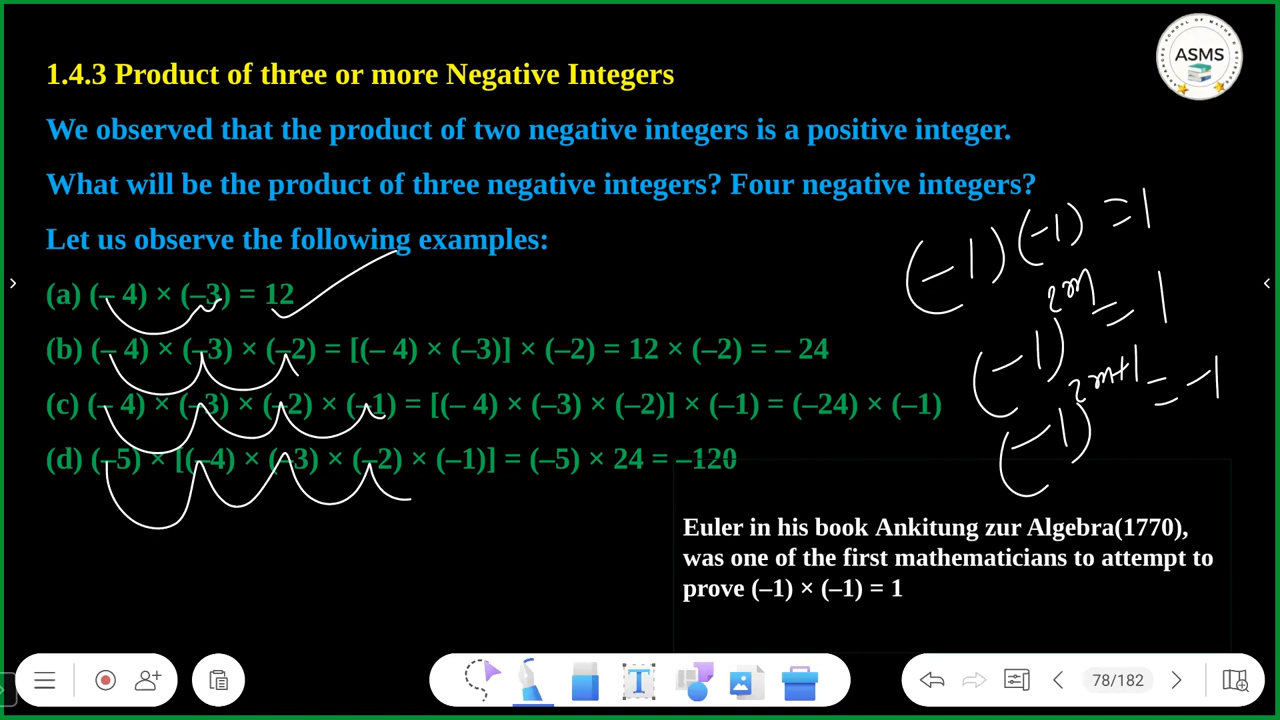 ASMS
1.4.3 Product of three or more Negative Integers
We observed that the product of two negative integers is a positive integer.
What will be the product of three negative integers? Four negative integers?
Let us observe the following examples:
(a) (– 4) × (–3) = 12
(b) (– 4) × (–3) × (–2) = [(– 4) × (–3)] × (–2) = 12 × (–2) = – 24
(c) (– 4) × (–3) × (–2) × (–1) = [(– 4) × (–3) × (–2)] × (–1) = (–24) × (–1)
(d) (–5) × [(–4) × (–3) × (–2) × (–1)] = (–5) × 24 = –120
(-1)(-1) = 1
(-1)^2m = 1
(-1)^2m+1 = -1
Euler in his book Ankitung zur Algebra(1770),
was one of the first mathematicians to attempt to
prove (–1) × (–1) = 1
78/182